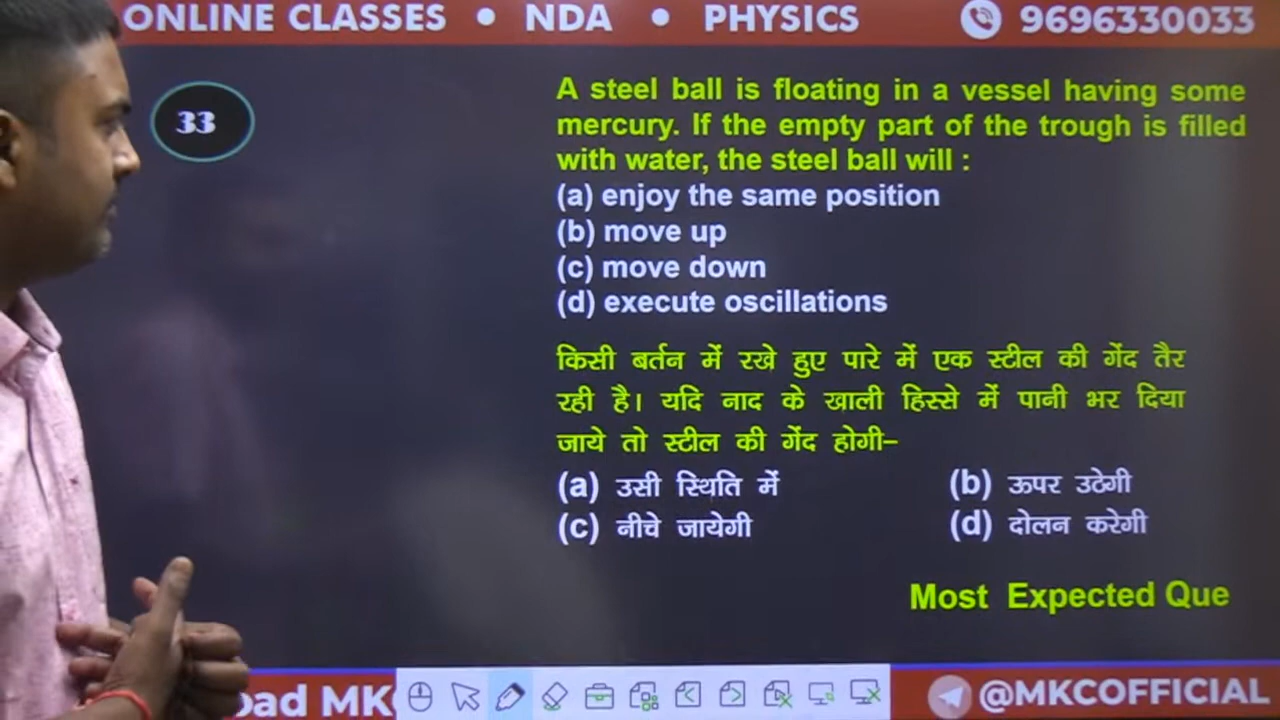 ONLINE CLASSES • NDA • PHYSICS 9696330033
33
A steel ball is floating in a vessel having some
mercury. If the empty part of the trough is filled
with water, the steel ball will :
(a) enjoy the same position
(b) move up
(c) move down
(d) execute oscillations
किसी बर्तन में रखे हुए पारे में एक स्टील की गेंद तैर
रही है। यदि नाद के खाली हिस्से में पानी भर दिया
जाये तो स्टील की गेंद होगी–
(a) उसी स्थिति में (b) ऊपर उठेगी
(c) नीचे जायेगी (d) दोलन करेगी
Most Expected Que
@MKCOFFICIAL